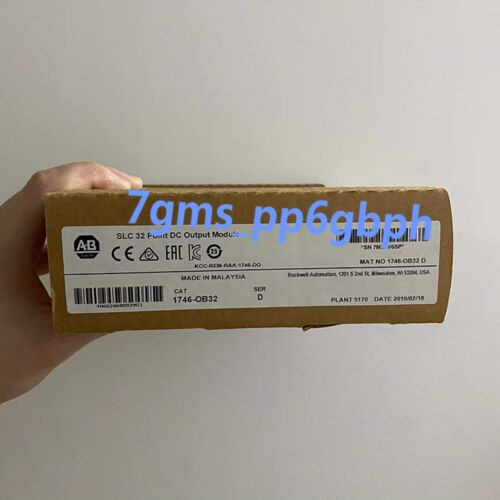 7gms_pp6gbph
SLC 32 Point DC Output Module
A-B
KCC-REM-RAA-1746-DO
MADE IN MALAYSIA
MAT NO 1746-OB32 D
Rockwell Automation, 1201 S 2nd St, Milwaukee, WI 53204, USA
CAT
1746-OB32
SER
D
PLANT 5170 DATE 2019/02/18